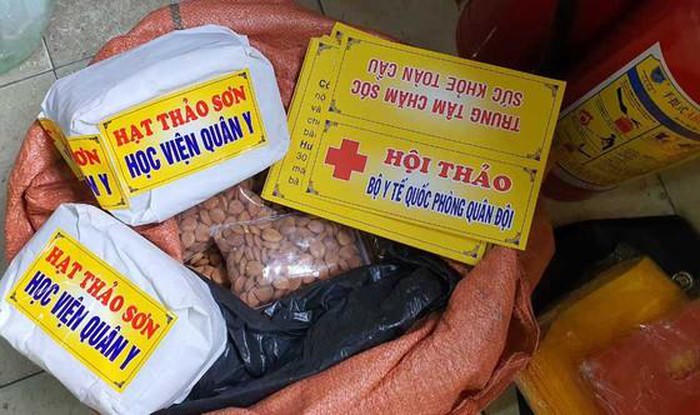 HẠT THẢO SƠN
HỌC VIỆN QUÂN Y
TRUNG TÂM CHĂM SÓC
SỨC KHỎE TOÀN CẦU
HỘI THẢO
BỘ Y TẾ QUỐC PHÒNG QUÂN ĐỘI
HẠT THẢO SƠN
HỌC VIỆN QUÂN Y